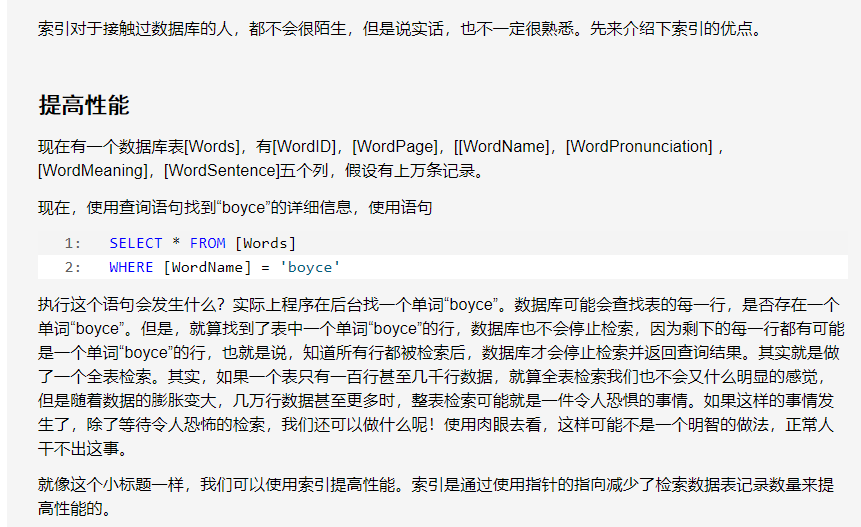 索引对于接触过数据库的人，都不会很陌生，但是说实话，也不一定很熟悉。先来介绍下索引的优点。
提高性能
现在有一个数据库表[Words]，有[WordID]，[WordPage]，[[WordName]，[WordPronunciation] ，
[WordMeaning]，[WordSentence]五个列，假设有上万条记录。
现在，使用查询语句找到“boyce”的详细信息，使用语句
1: SELECT * FROM [Words]
2: WHERE [WordName] = 'boyce'
执行这个语句会发生什么？实际上程序在后台找一个单词“boyce”。数据库可能会查找表的每一行，是否存在一个
单词“boyce”。但是，就算找到了表中一个单词“boyce”的行，数据库也不会停止检索，因为剩下的每一行都有可能
是一个单词“boyce”的行，也就是说，知道所有行都被检索后，数据库才会停止检索并返回查询结果。其实就是做
了一个全表检索。其实，如果一个表只有一百行甚至几千行数据，就算全表检索我们也不会又什么明显的感觉，
但是随着数据的膨胀变大，几万行数据甚至更多时，整表检索可能就是一件令人恐惧的事情。如果这样的事情发
生了，除了等待令人恐怖的检索，我们还可以做什么呢！使用肉眼去看，这样可能不是一个明智的做法，正常人
干不出这事。
就像这个小标题一样，我们可以使用索引提高性能。索引是通过使用指针的指向减少了检索数据表记录数量来提
高性能的。